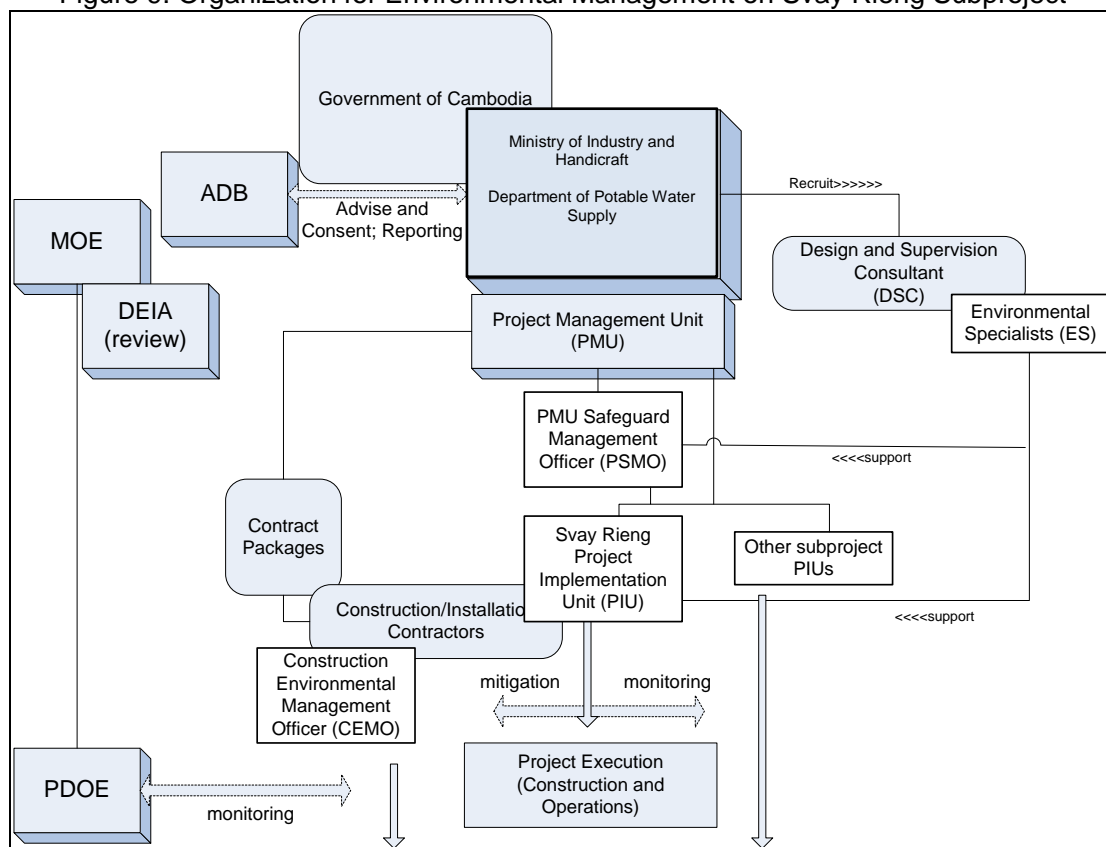 Figure 6: Organization for Environmental Management on Svay Rieng Subproject
Government of Cambodia
Ministry of Industry and
Handicraft
Department of Potable Water
Supply
Recruit>>>>>>
ADB
Advise and
Consent; Reporting
MOE
DEIA
(review)
Design and Supervision
Consultant
(DSC)
Environmental
Specialists (ES)
Project Management Unit
(PMU)
PMU Safeguard
Management
Officer (PSMO)
<<<<support
Contract
Packages
Svay Rieng
Project
Implementation
Unit (PIU)
Other subproject
PIUs
<<<<support
Construction/Installation
Contractors
Construction
Environmental
Management
Officer (CEMO)
mitigation
monitoring
Project Execution
(Construction and
Operations)
PDOE
monitoring